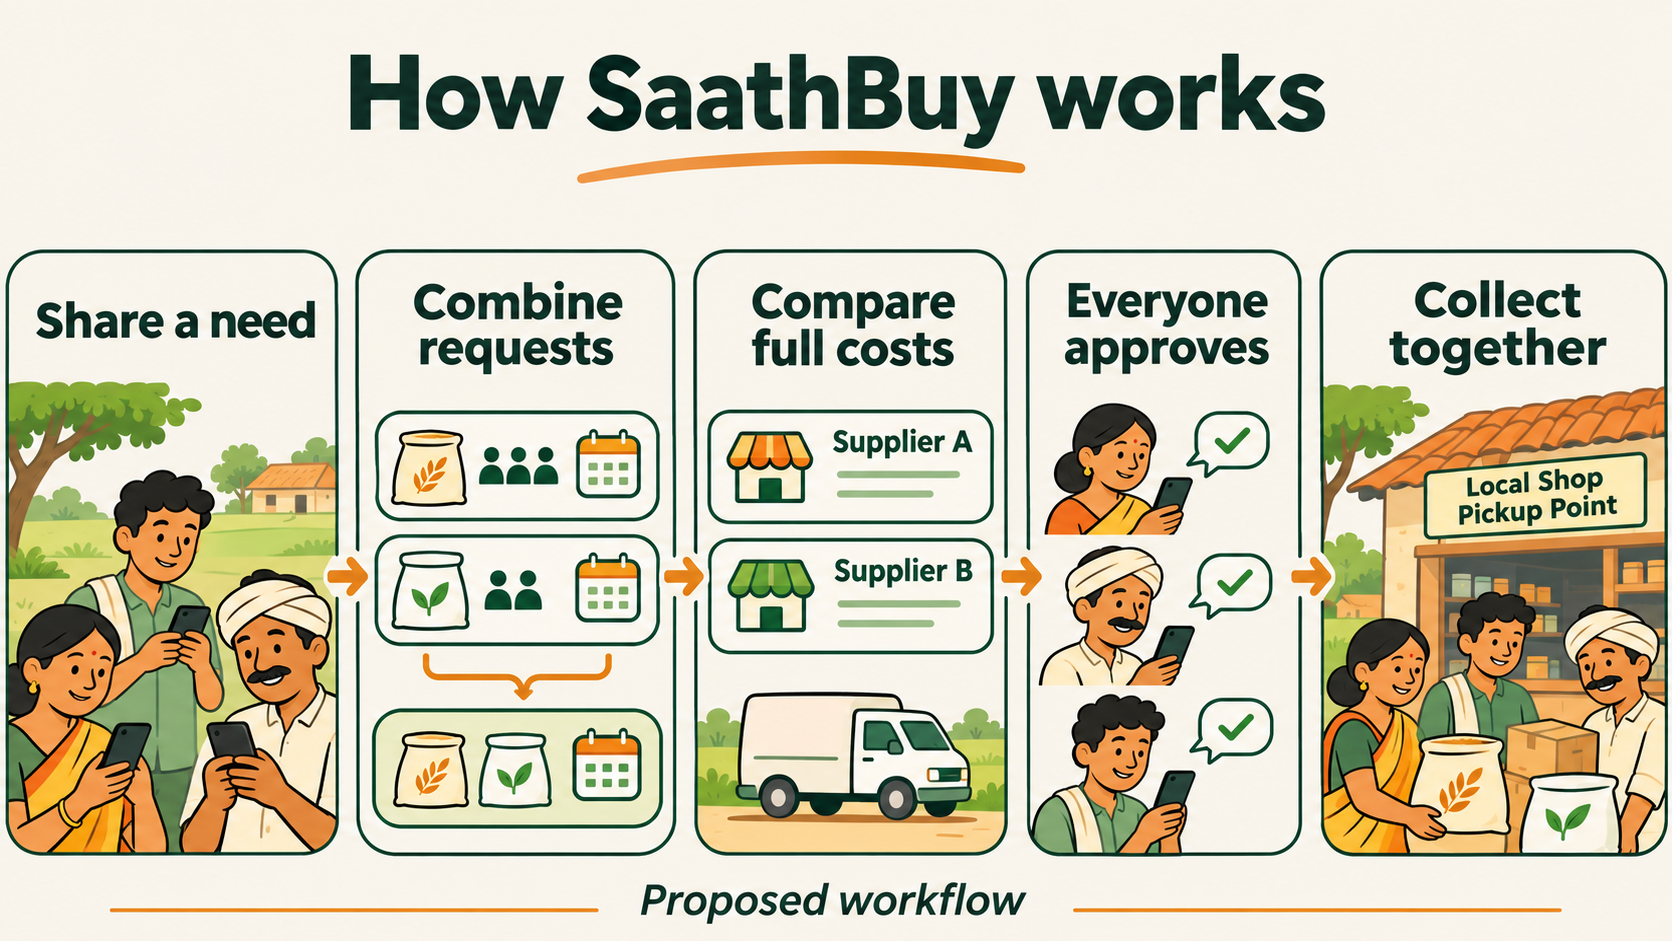 How SaathBuy works
Share a need
Combine
requests
Compare
full costs
Supplier A
Supplier B
Everyone
approves
Collect
together
Local Shop
Pickup Point
Proposed workflow